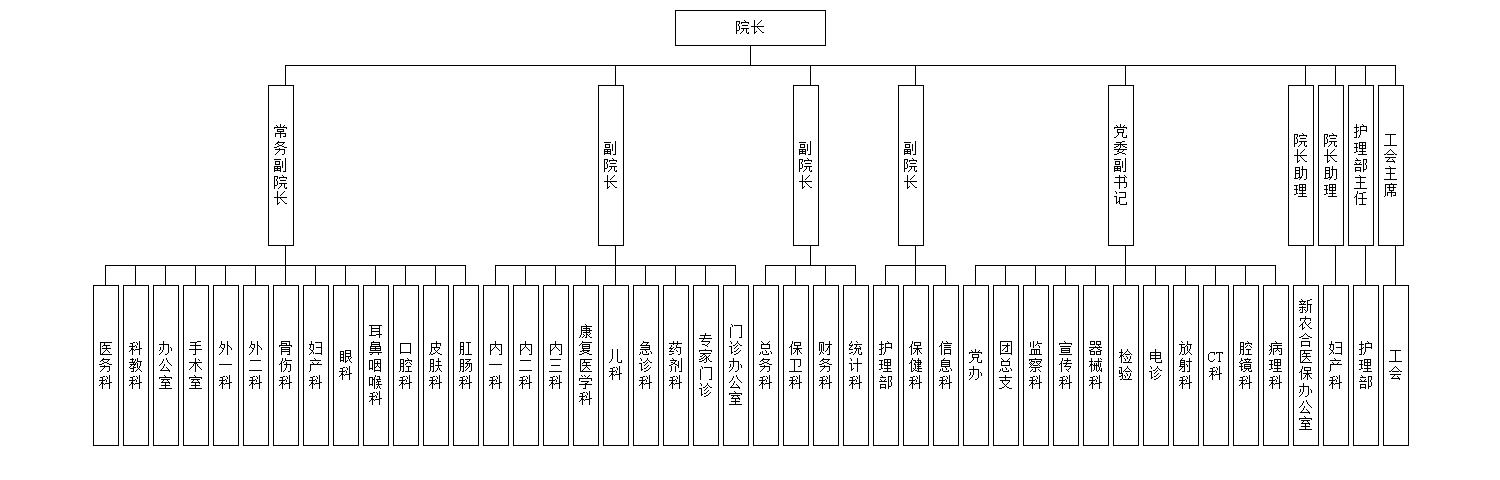 院长
常务副院长
副院长
副院长
副院长
党委副书记
院长助理
院长助理
护理部主任
工会主席
医务科
科教科
办公室
手术室
外一科
外二科
骨伤科
妇产科
眼科
耳鼻咽喉科
口腔科
皮肤科
肛肠科
内一科
内二科
内三科
康复医学科
儿科
急诊科
药剂科
专家门诊
门诊办公室
总务科
保卫科
财务科
统计科
护理部
保健科
信息科
党办
团总支
监察科
宣传科
器械科
检验
电诊
放射科
CT科
腔镜科
病理科
新农合医保办公室
妇产科
护理部
工会